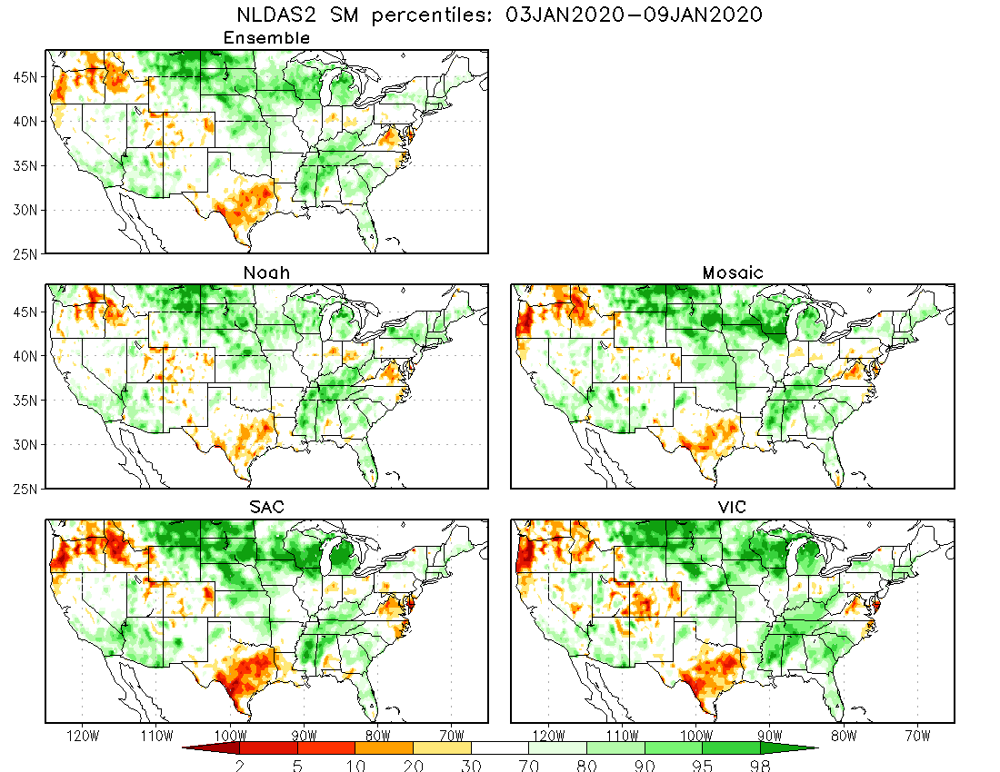 NLDAS2 SM percentiles: 03JAN2020-09JAN2020
Ensemble
45N
40N
35N
30N
25N
Noah
Mosaic
45N
40N
35N
30N
25N
SAC
VIC
120W 110W 100W 90W 80W 70W 120W 110W 100W 90W 80W 70W
2 5 10 20 30 70 80 90 95 98